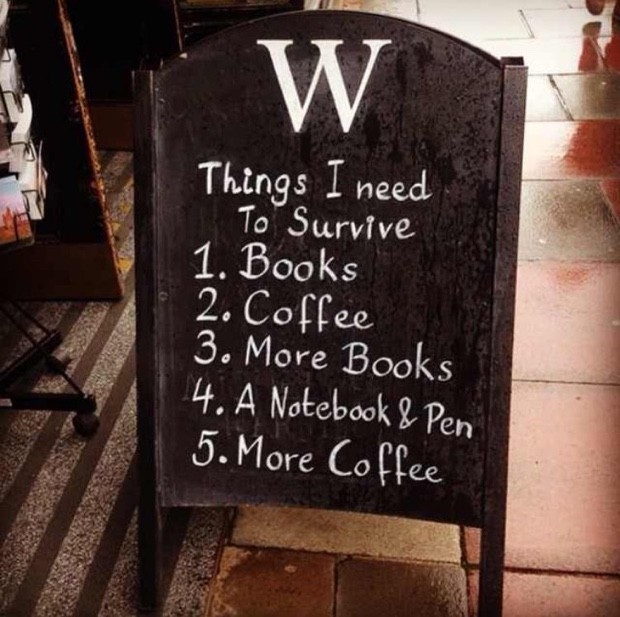 W
Things I need
To Survive
1. Books
2. Coffee
3. More Books
4. A Notebook & Pen
5. More Coffee